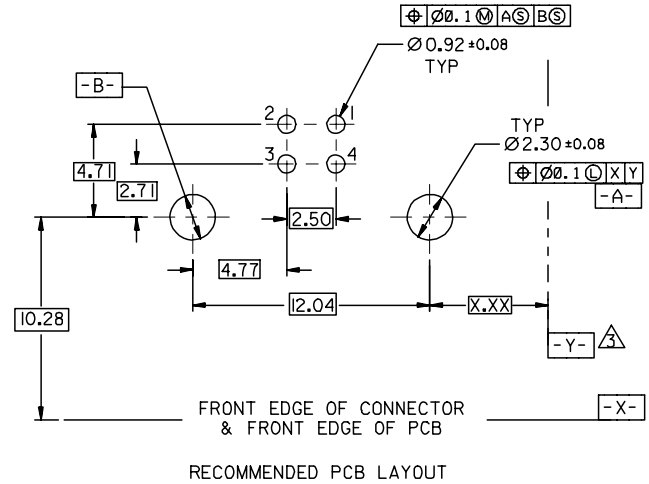 ⌖ Ø0.1 Ⓜ A Ⓢ B Ⓢ
Ø0.92 ±0.08
TYP
-B-
2 1
TYP
Ø2.30 ±0.08
3 4
4.71
2.71
⌖ Ø0.1 Ⓛ X Y
-A-
2.50
4.77
12.04
X.XX
10.28
-Y- 3
FRONT EDGE OF CONNECTOR
& FRONT EDGE OF PCB
-X-
RECOMMENDED PCB LAYOUT